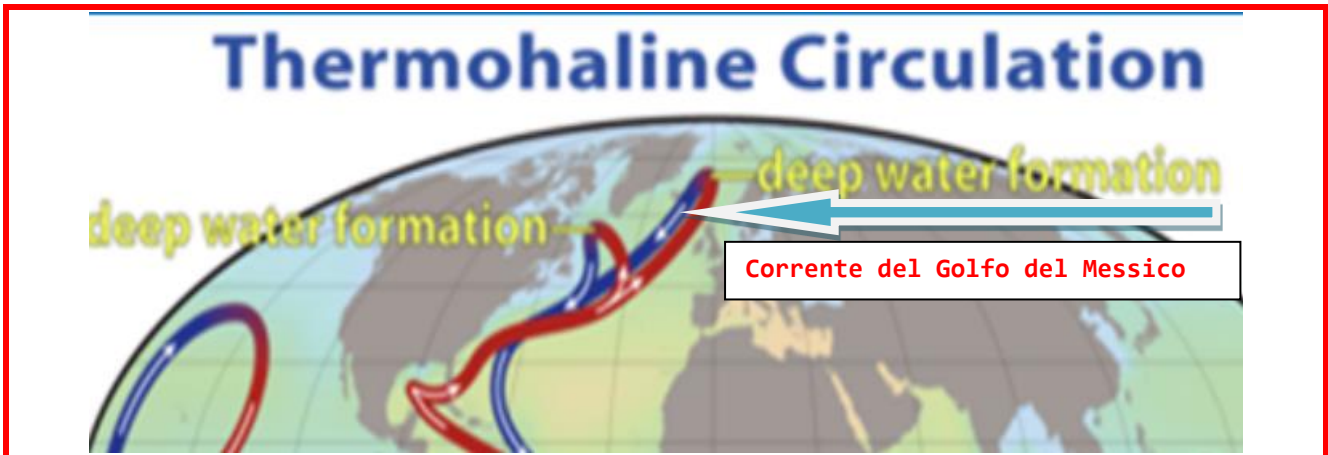 Thermohaline Circulation
deep water formation
deep water formation
Corrente del Golfo del Messico